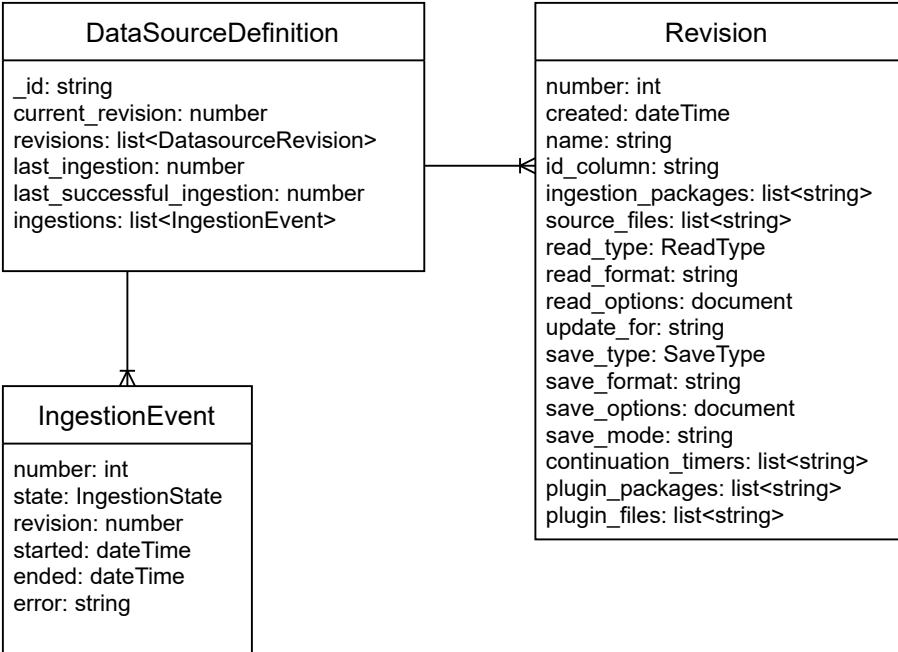 DataSourceDefinition
_id: string
current_revision: number
revisions: list<DatasourceRevision>
last_ingestion: number
last_successful_ingestion: number
ingestions: list<IngestionEvent>
Revision
number: int
created: dateTime
name: string
id_column: string
ingestion_packages: list<string>
source_files: list<string>
read_type: ReadType
read_format: string
read_options: document
update_for: string
save_type: SaveType
save_format: string
save_options: document
save_mode: string
continuation_timers: list<string>
plugin_packages: list<string>
plugin_files: list<string>
IngestionEvent
number: int
state: IngestionState
revision: number
started: dateTime
ended: dateTime
error: string